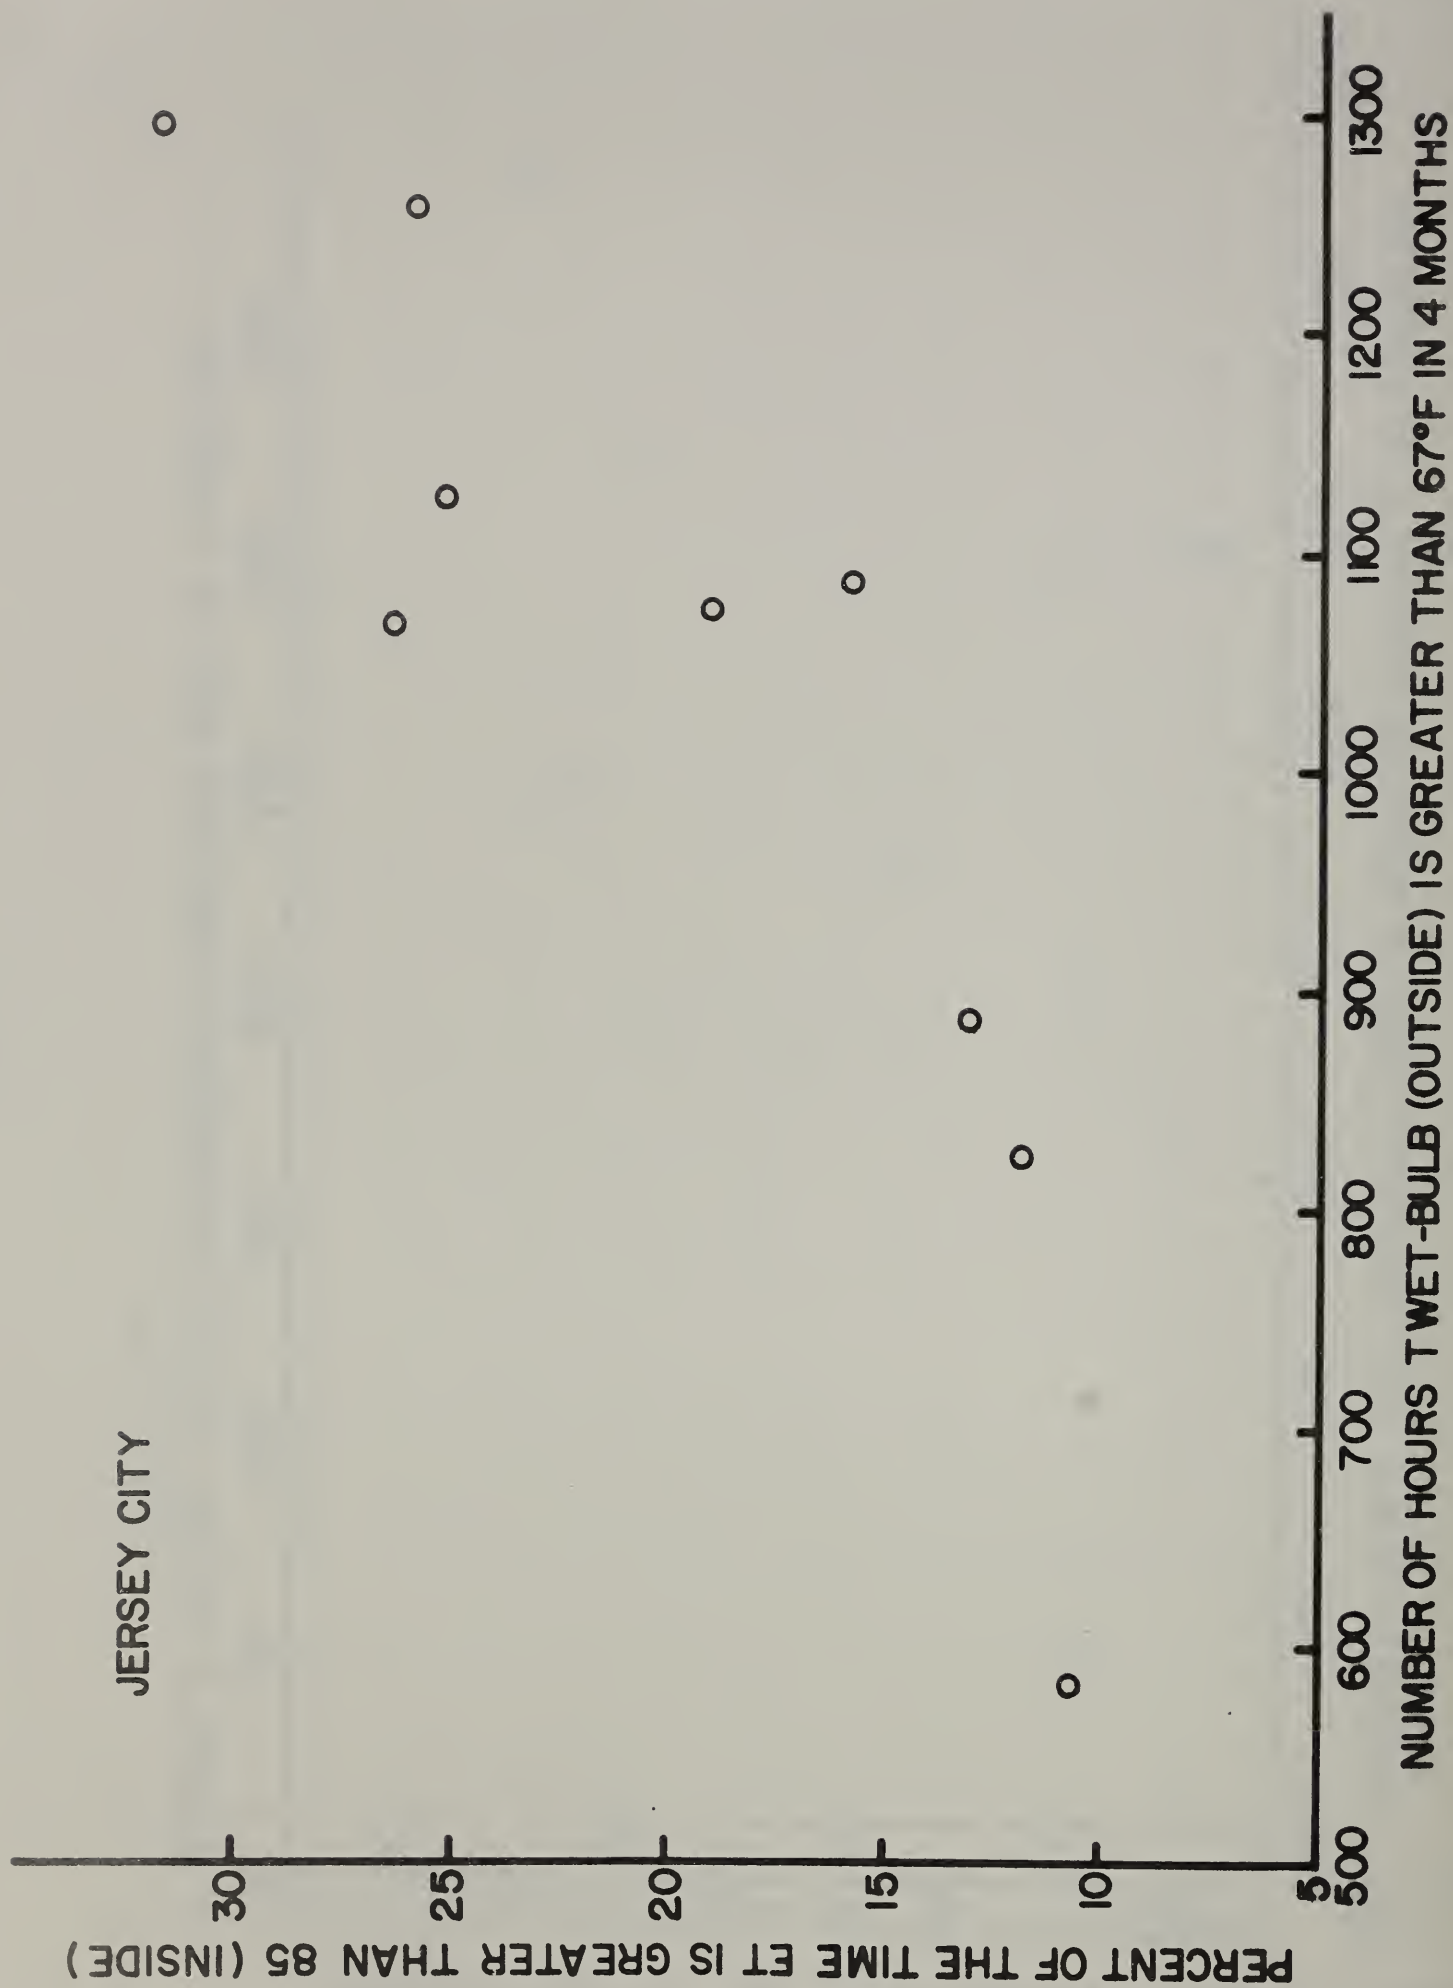 JERSEY CITY
PERCENT OF THE TIME ET IS GREATER THAN 85 (INSIDE)
30
25
20
15
10
5
500 600 700 800 900 1000 1100 1200 1300
NUMBER OF HOURS T WET-BULB (OUTSIDE) IS GREATER THAN 67°F IN 4 MONTHS